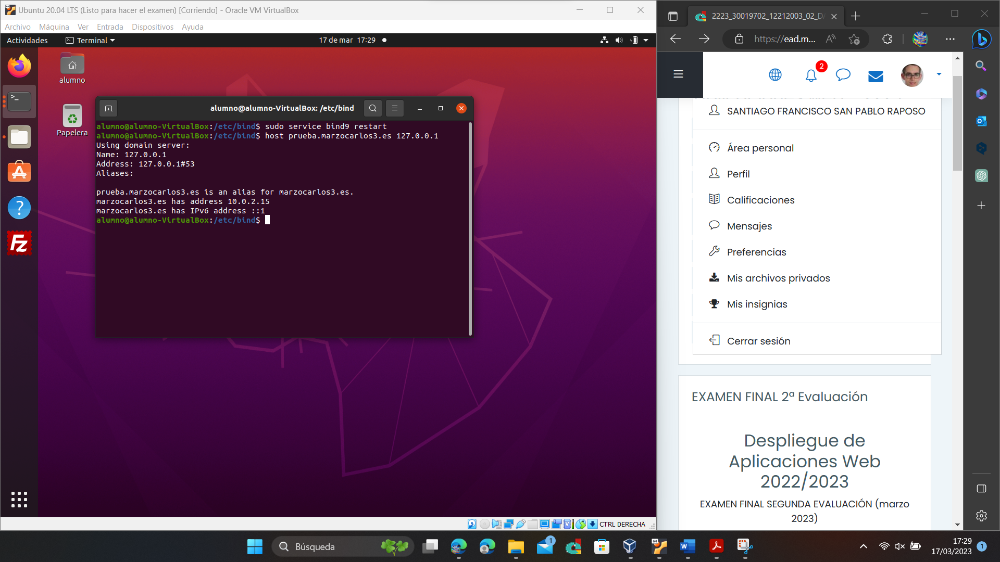 Ubuntu 20.04 LTS (Listo para hacer el examen) [Corriendo] - Oracle VM VirtualBox
Archivo Máquina Ver Entrada Dispositivos Ayuda
Actividades Terminal 17 de mar 17:29
alumno
Papelera
alumno@alumno-VirtualBox: /etc/bind
alumno@alumno-VirtualBox:/etc/bind$ sudo service bind9 restart
alumno@alumno-VirtualBox:/etc/bind$ host prueba.marzocarlos3.es 127.0.0.1
Using domain server:
Name: 127.0.0.1
Address: 127.0.0.1#53
Aliases:
prueba.marzocarlos3.es is an alias for marzocarlos3.es.
marzocarlos3.es has address 10.0.2.15
marzocarlos3.es has IPv6 address ::1
alumno@alumno-VirtualBox:/etc/bind$
CTRL DERECHA
2223_30019702_12212003_02_DA
https://ead.m...
2
SANTIAGO FRANCISCO SAN PABLO RAPOSO
Área personal
Perfil
Calificaciones
Mensajes
Preferencias
Mis archivos privados
Mis insignias
Cerrar sesión
EXAMEN FINAL 2ª Evaluación
Despliegue de
Aplicaciones Web
2022/2023
EXAMEN FINAL SEGUNDA EVALUACIÓN (marzo
2023)
Búsqueda
1
64
17:29
17/03/2023
1